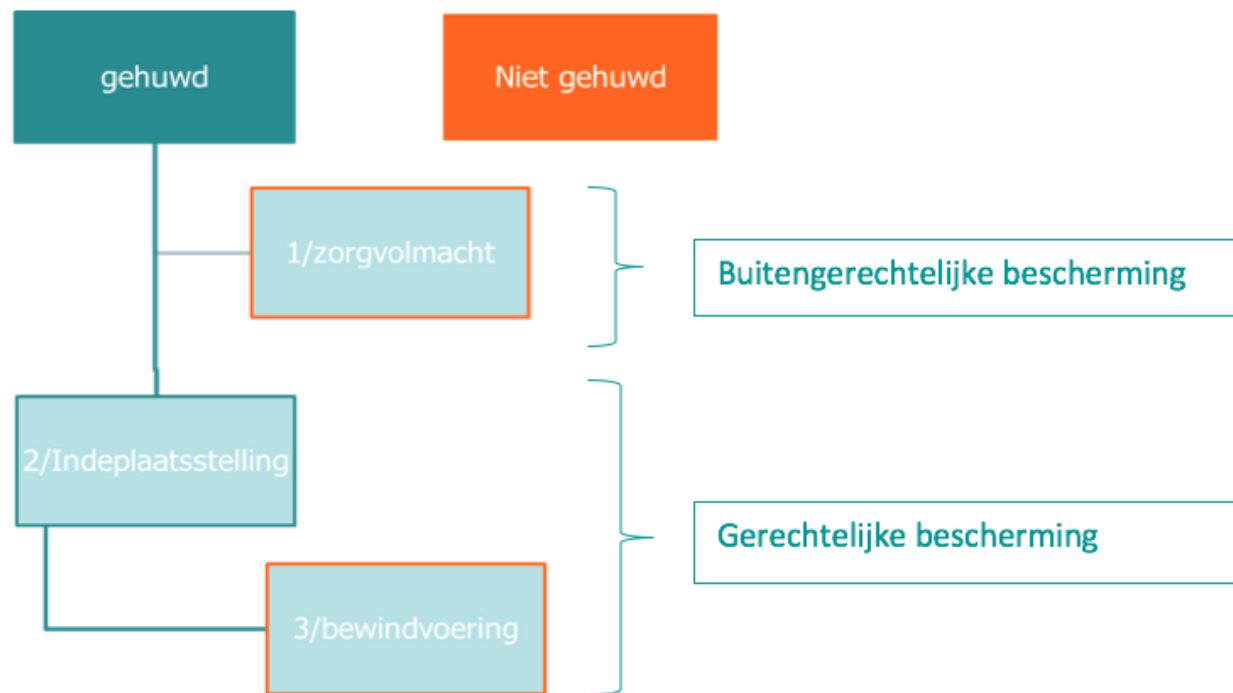 gehuwd
Niet gehuwd
1/zorgvolmacht
Buitengerechtelijke bescherming
2/Indeplaatsstelling
Gerechtelijke bescherming
3/bewindvoering